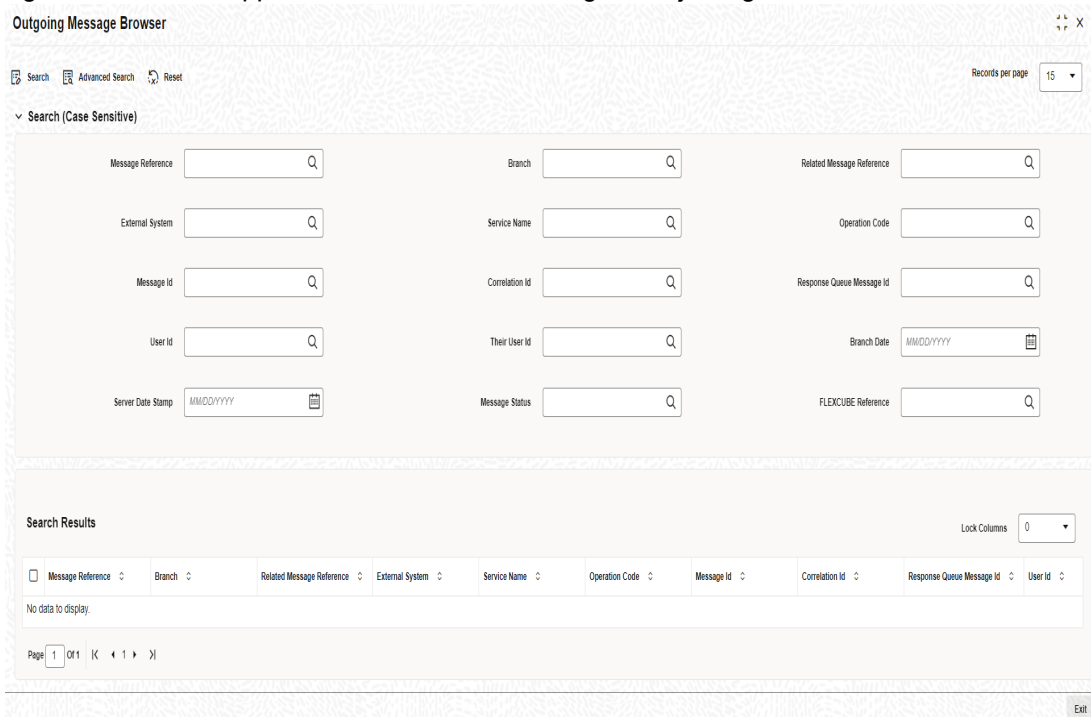 Outgoing Message Browser
Search Advanced Search Reset Records per page 15
Search (Case Sensitive)
Message Reference Branch Related Message Reference
External System Service Name Operation Code
Message Id Correlation Id Response Queue Message Id
User Id Their User Id Branch Date MM/DD/YYYY
Server Date Stamp MM/DD/YYYY Message Status FLEXCUBE Reference
Search Results Lock Columns 0
Message Reference Branch Related Message Reference External System Service Name Operation Code Message Id Correlation Id Response Queue Message Id User Id
No data to display.
Page 1 Of 1 1
Exit